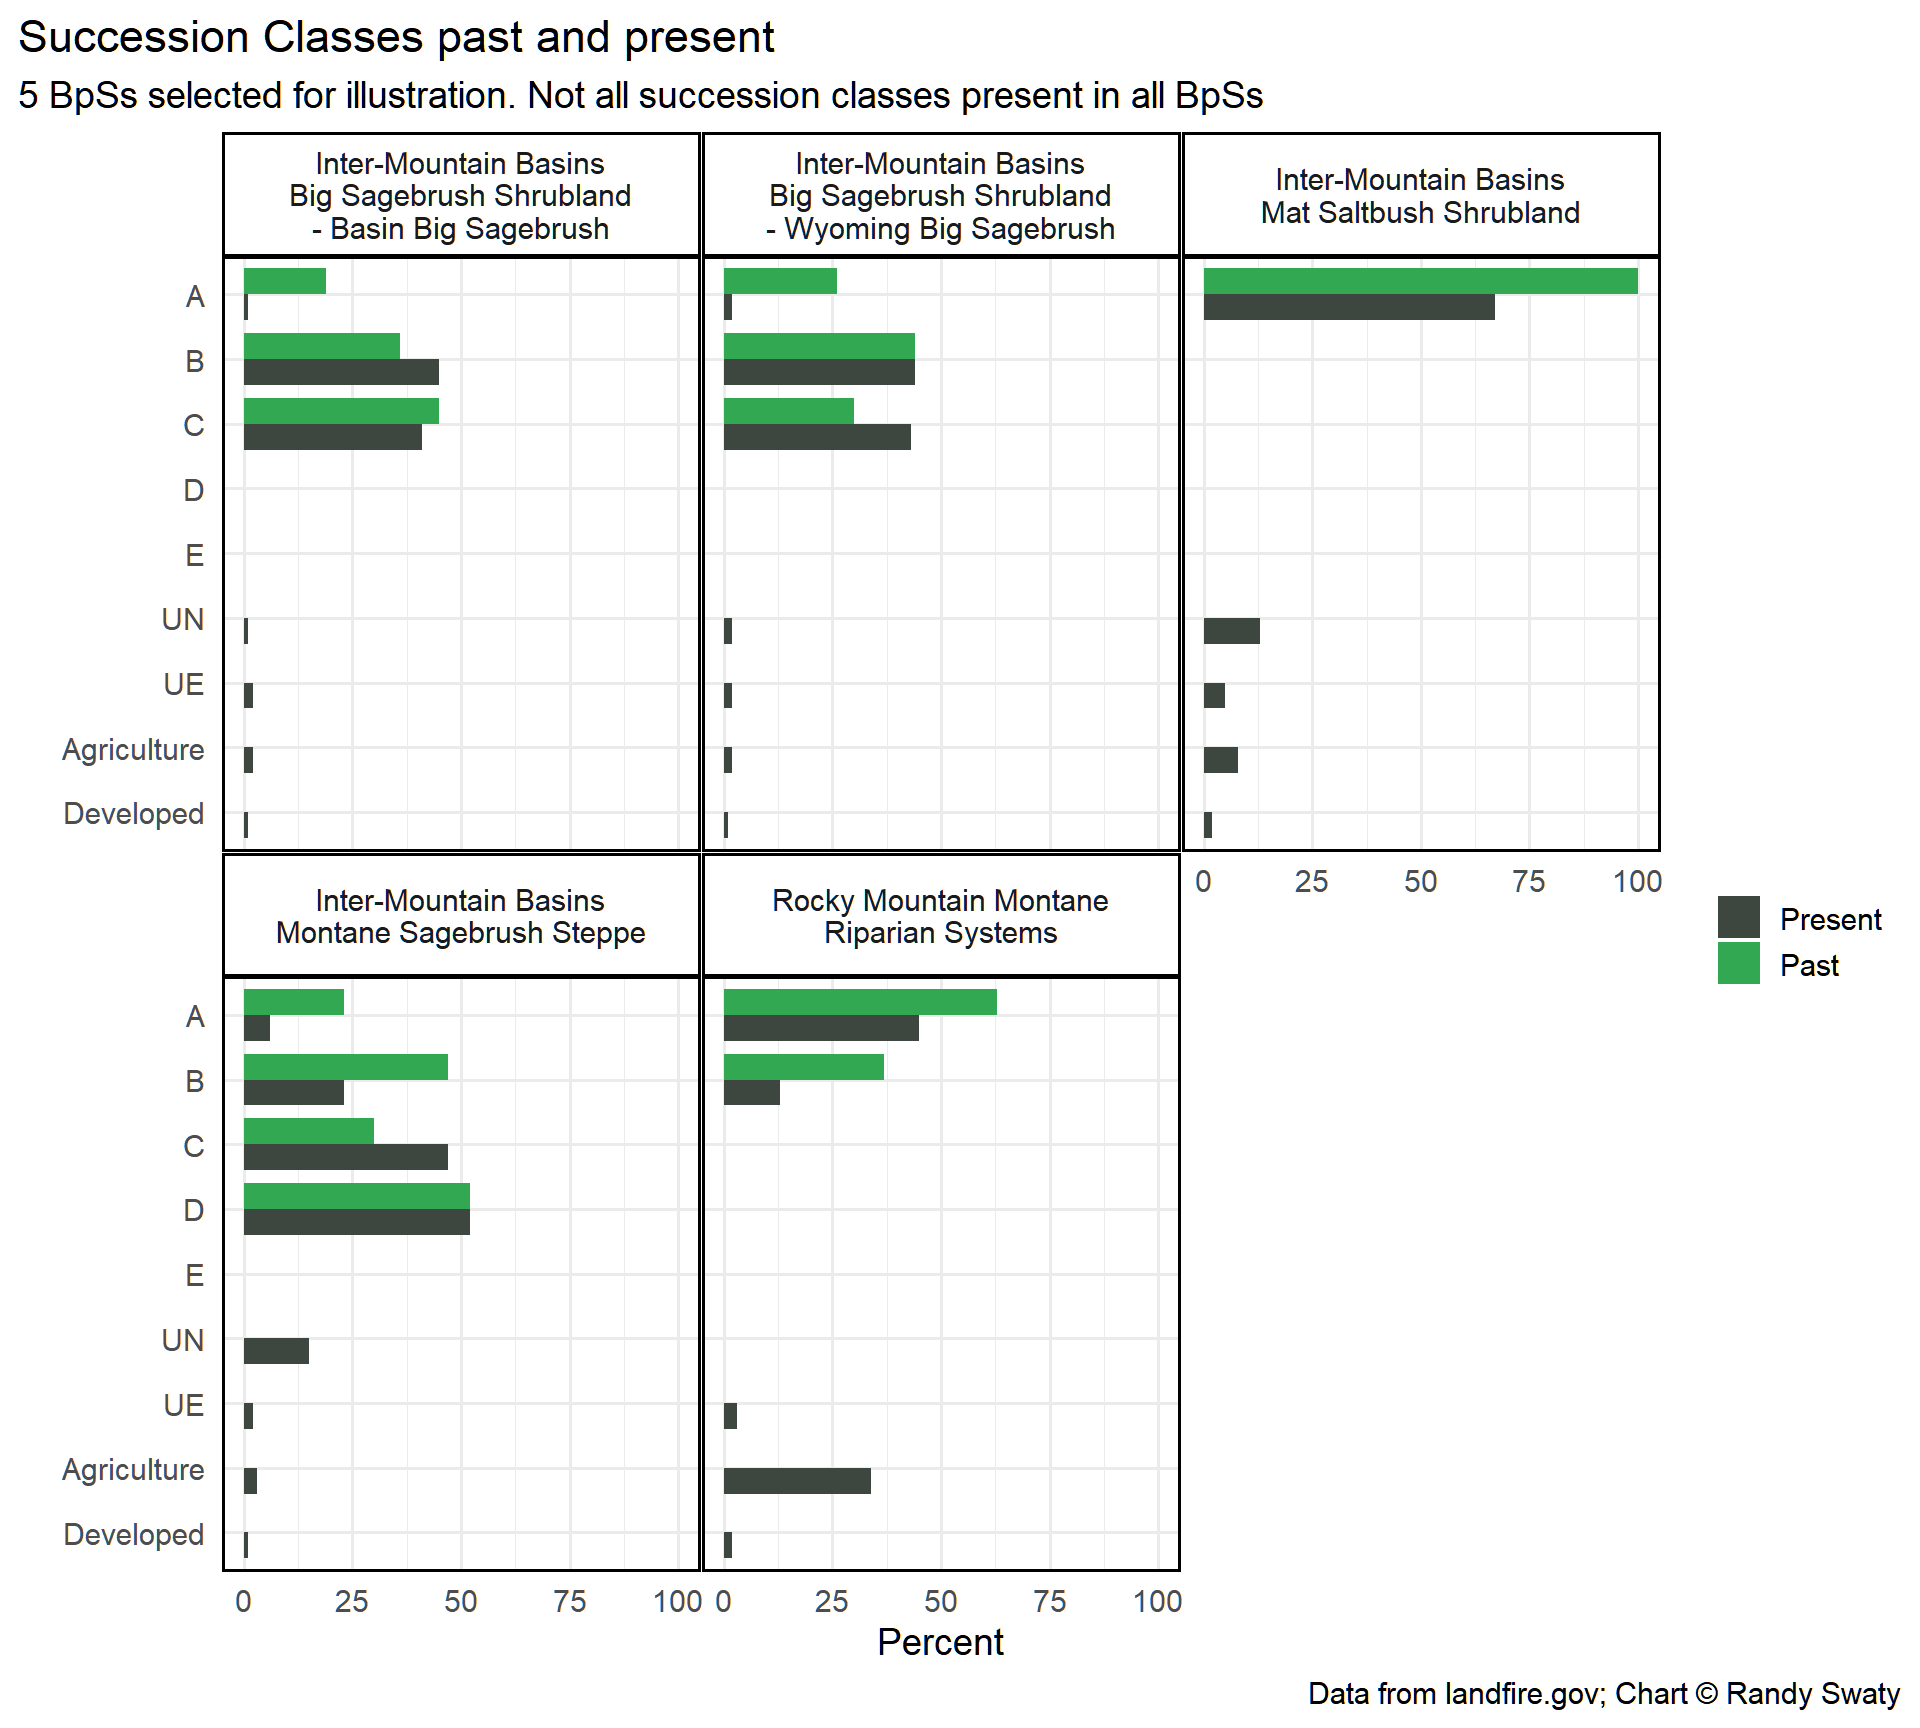 Succession Classes past and present
5 BpSs selected for illustration. Not all succession classes present in all BpSs
Inter-Mountain Basins
Big Sagebrush Shrubland
- Basin Big Sagebrush
Inter-Mountain Basins
Big Sagebrush Shrubland
- Wyoming Big Sagebrush
Inter-Mountain Basins
Mat Saltbush Shrubland
A
B
C
D
E
UN
UE
Agriculture
Developed
0 25 50 75 100
Inter-Mountain Basins
Montane Sagebrush Steppe
Rocky Mountain Montane
Riparian Systems
Present
Past
A
B
C
D
E
UN
UE
Agriculture
Developed
0 25 50 75 100 0 25 50 75 100
Percent
Data from landfire.gov; Chart © Randy Swaty